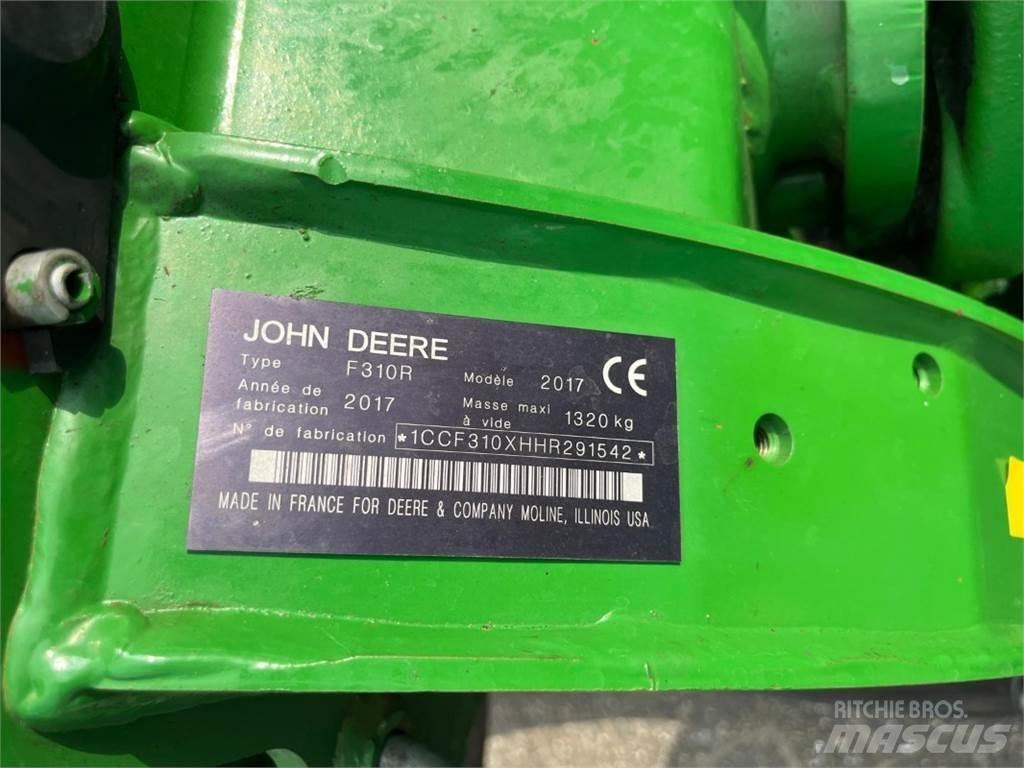 JOHN DEERE
Type F310R Modèle 2017 CE
Année de fabrication 2017 Masse maxi à vide 1320 kg
N° de fabrication *1CCF310XHHR291542*
MADE IN FRANCE FOR DEERE & COMPANY MOLINE, ILLINOIS USA
RITCHIE BROS.
MASCUS